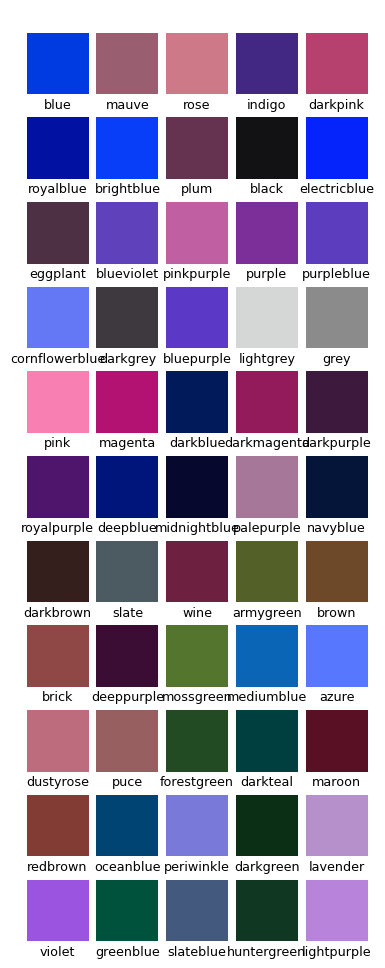 blue mauve rose indigo darkpink
royalblue brightblue plum black electricblue
eggplant blueviolet pinkpurple purple purpleblue
cornflowerblue darkgrey bluepurple lightgrey grey
pink magenta darkblue darkmagenta darkpurple
royalpurple deepblue midnightblue palepurple navyblue
darkbrown slate wine armygreen brown
brick deeppurple mossgreen mediumblue azure
dustyrose puce forestgreen darkteal maroon
redbrown oceanblue periwinkle darkgreen lavender
violet greenblue slateblue huntergreen lightpurple